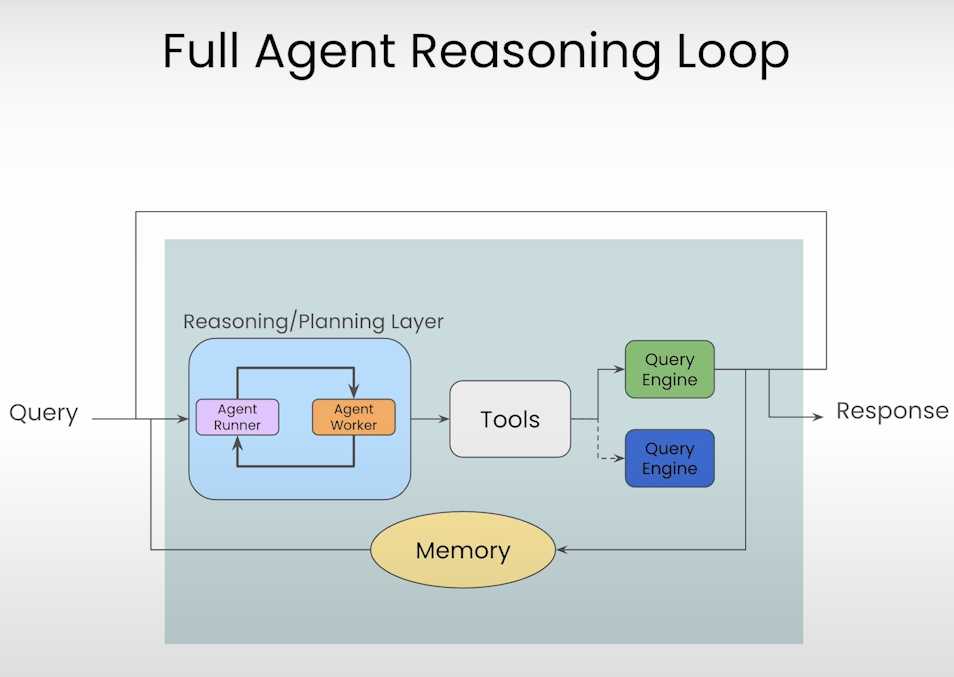 Full Agent Reasoning Loop
Reasoning/Planning Layer
Query
Agent
Runner
Agent
Worker
Tools
Query
Engine
Query
Engine
Response
Memory